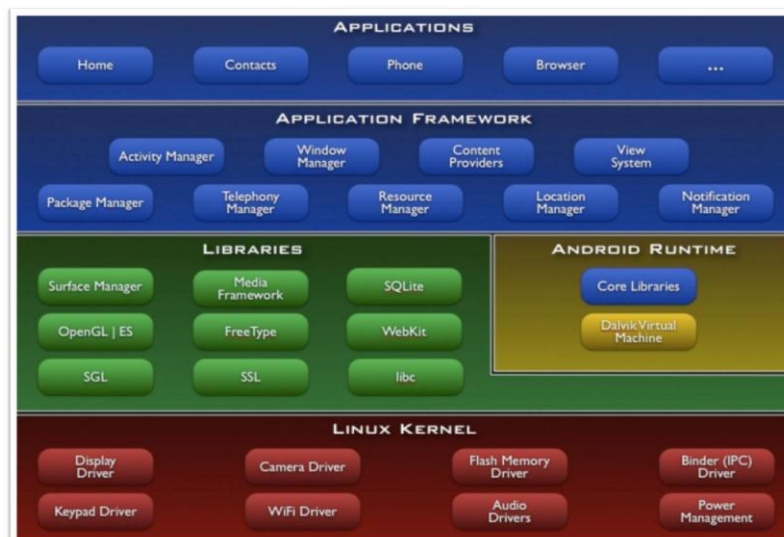 APPLICATIONS
Home
Contacts
Phone
Browser
...
APPLICATION FRAMEWORK
Activity Manager
Window
Manager
Content
Providers
View
System
Package Manager
Telephony
Manager
Resource
Manager
Location
Manager
Notification
Manager
LIBRARIES
Surface Manager
Media
Framework
SQLite
OpenGL | ES
FreeType
WebKit
SGL
SSL
libc
ANDROID RUNTIME
Core Libraries
Dalvik Virtual
Machine
LINUX KERNEL
Display
Driver
Camera Driver
Flash Memory
Driver
Binder (IPC)
Driver
Keypad Driver
WiFi Driver
Audio
Drivers
Power
Management